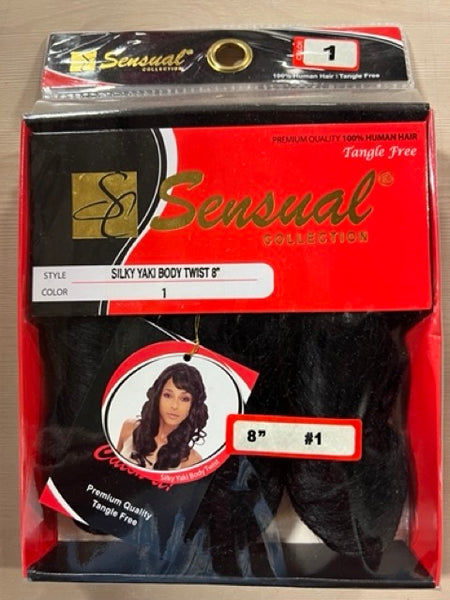 Sensual®
COLLECTION
COLOR
1
100% Human Hair | Tangle Free
PREMIUM QUALITY 100% HUMAN HAIR
Tangle Free
SC
Sensual®
COLLECTION
STYLE SILKY YAKI BODY TWIST 8"
COLOR 1
Silky Yaki Body Twist
8" #1
Premium Quality
Tangle Free